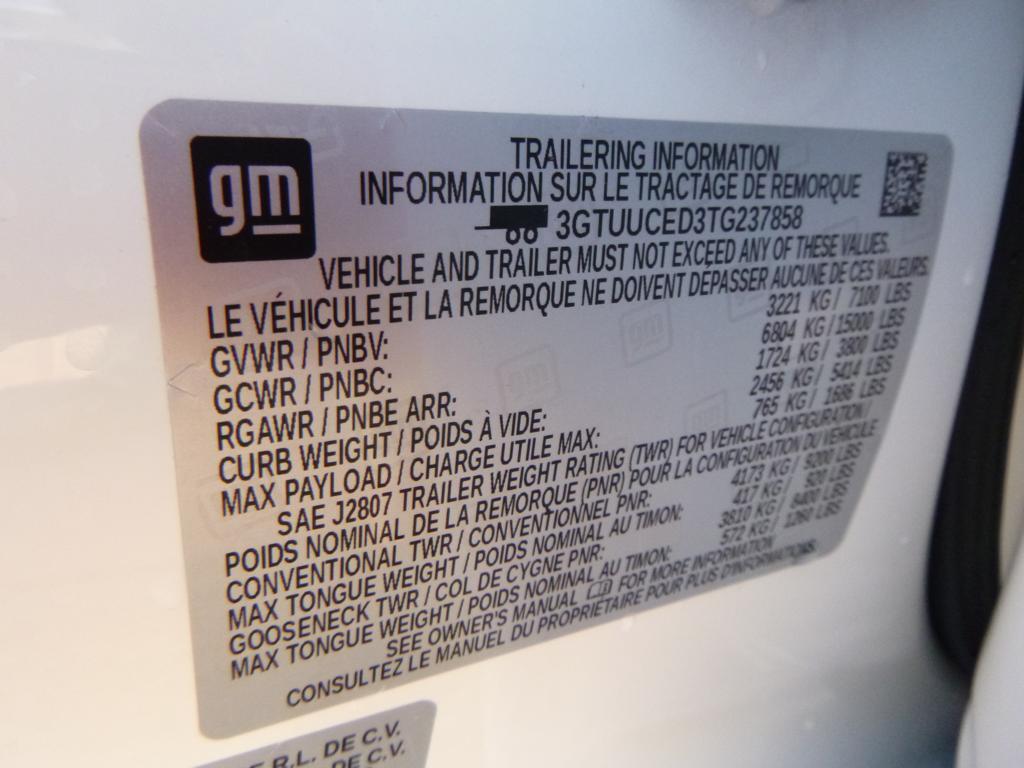 gm
TRAILERING INFORMATION
INFORMATION SUR LE TRACTAGE DE REMORQUE
3GTUUCED3TG237858
VEHICLE AND TRAILER MUST NOT EXCEED ANY OF THESE VALUES.
LE VÉHICULE ET LA REMORQUE NE DOIVENT DÉPASSER AUCUNE DE CES VALEURS.
GVWR / PNBV: 3221 KG / 7100 LBS
GCWR / PNBC: 6804 KG / 15000 LBS
RGAWR / PNBE ARR: 1724 KG / 3800 LBS
CURB WEIGHT / POIDS À VIDE: 2456 KG / 5414 LBS
MAX PAYLOAD / CHARGE UTILE MAX: 765 KG / 1686 LBS
SAE J2807 TRAILER WEIGHT RATING (TWR) FOR VEHICLE CONFIGURATION /
POIDS NOMINAL DE LA REMORQUE (PNR) POUR LA CONFIGURATION DU VEHICULE
CONVENTIONAL TWR / CONVENTIONNEL PNR: 4173 KG / 9200 LBS
MAX TONGUE WEIGHT / POIDS NOMINAL AU TIMON: 417 KG / 920 LBS
GOOSENECK TWR / COL DE CYGNE PNR: 3810 KG / 8400 LBS
MAX TONGUE WEIGHT / POIDS NOMINAL AU TIMON: 572 KG / 1260 LBS
SEE OWNER'S MANUAL FOR MORE INFORMATION
CONSULTEZ LE MANUEL DU PROPRIÉTAIRE POUR PLUS D'INFORMATIONS.
R.L. DE C.V.
DE C.V.